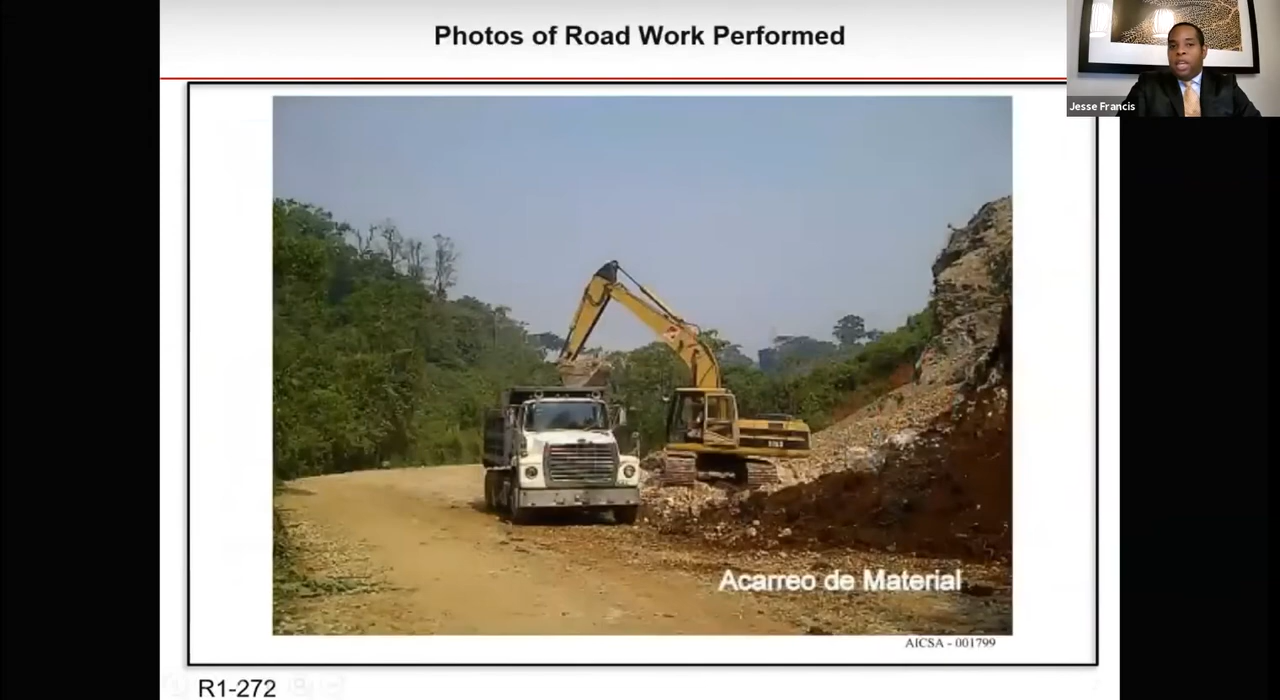 Photos of Road Work Performed
Jesse Francis
Acarreo de Material
AICSA - 001799
R1-272